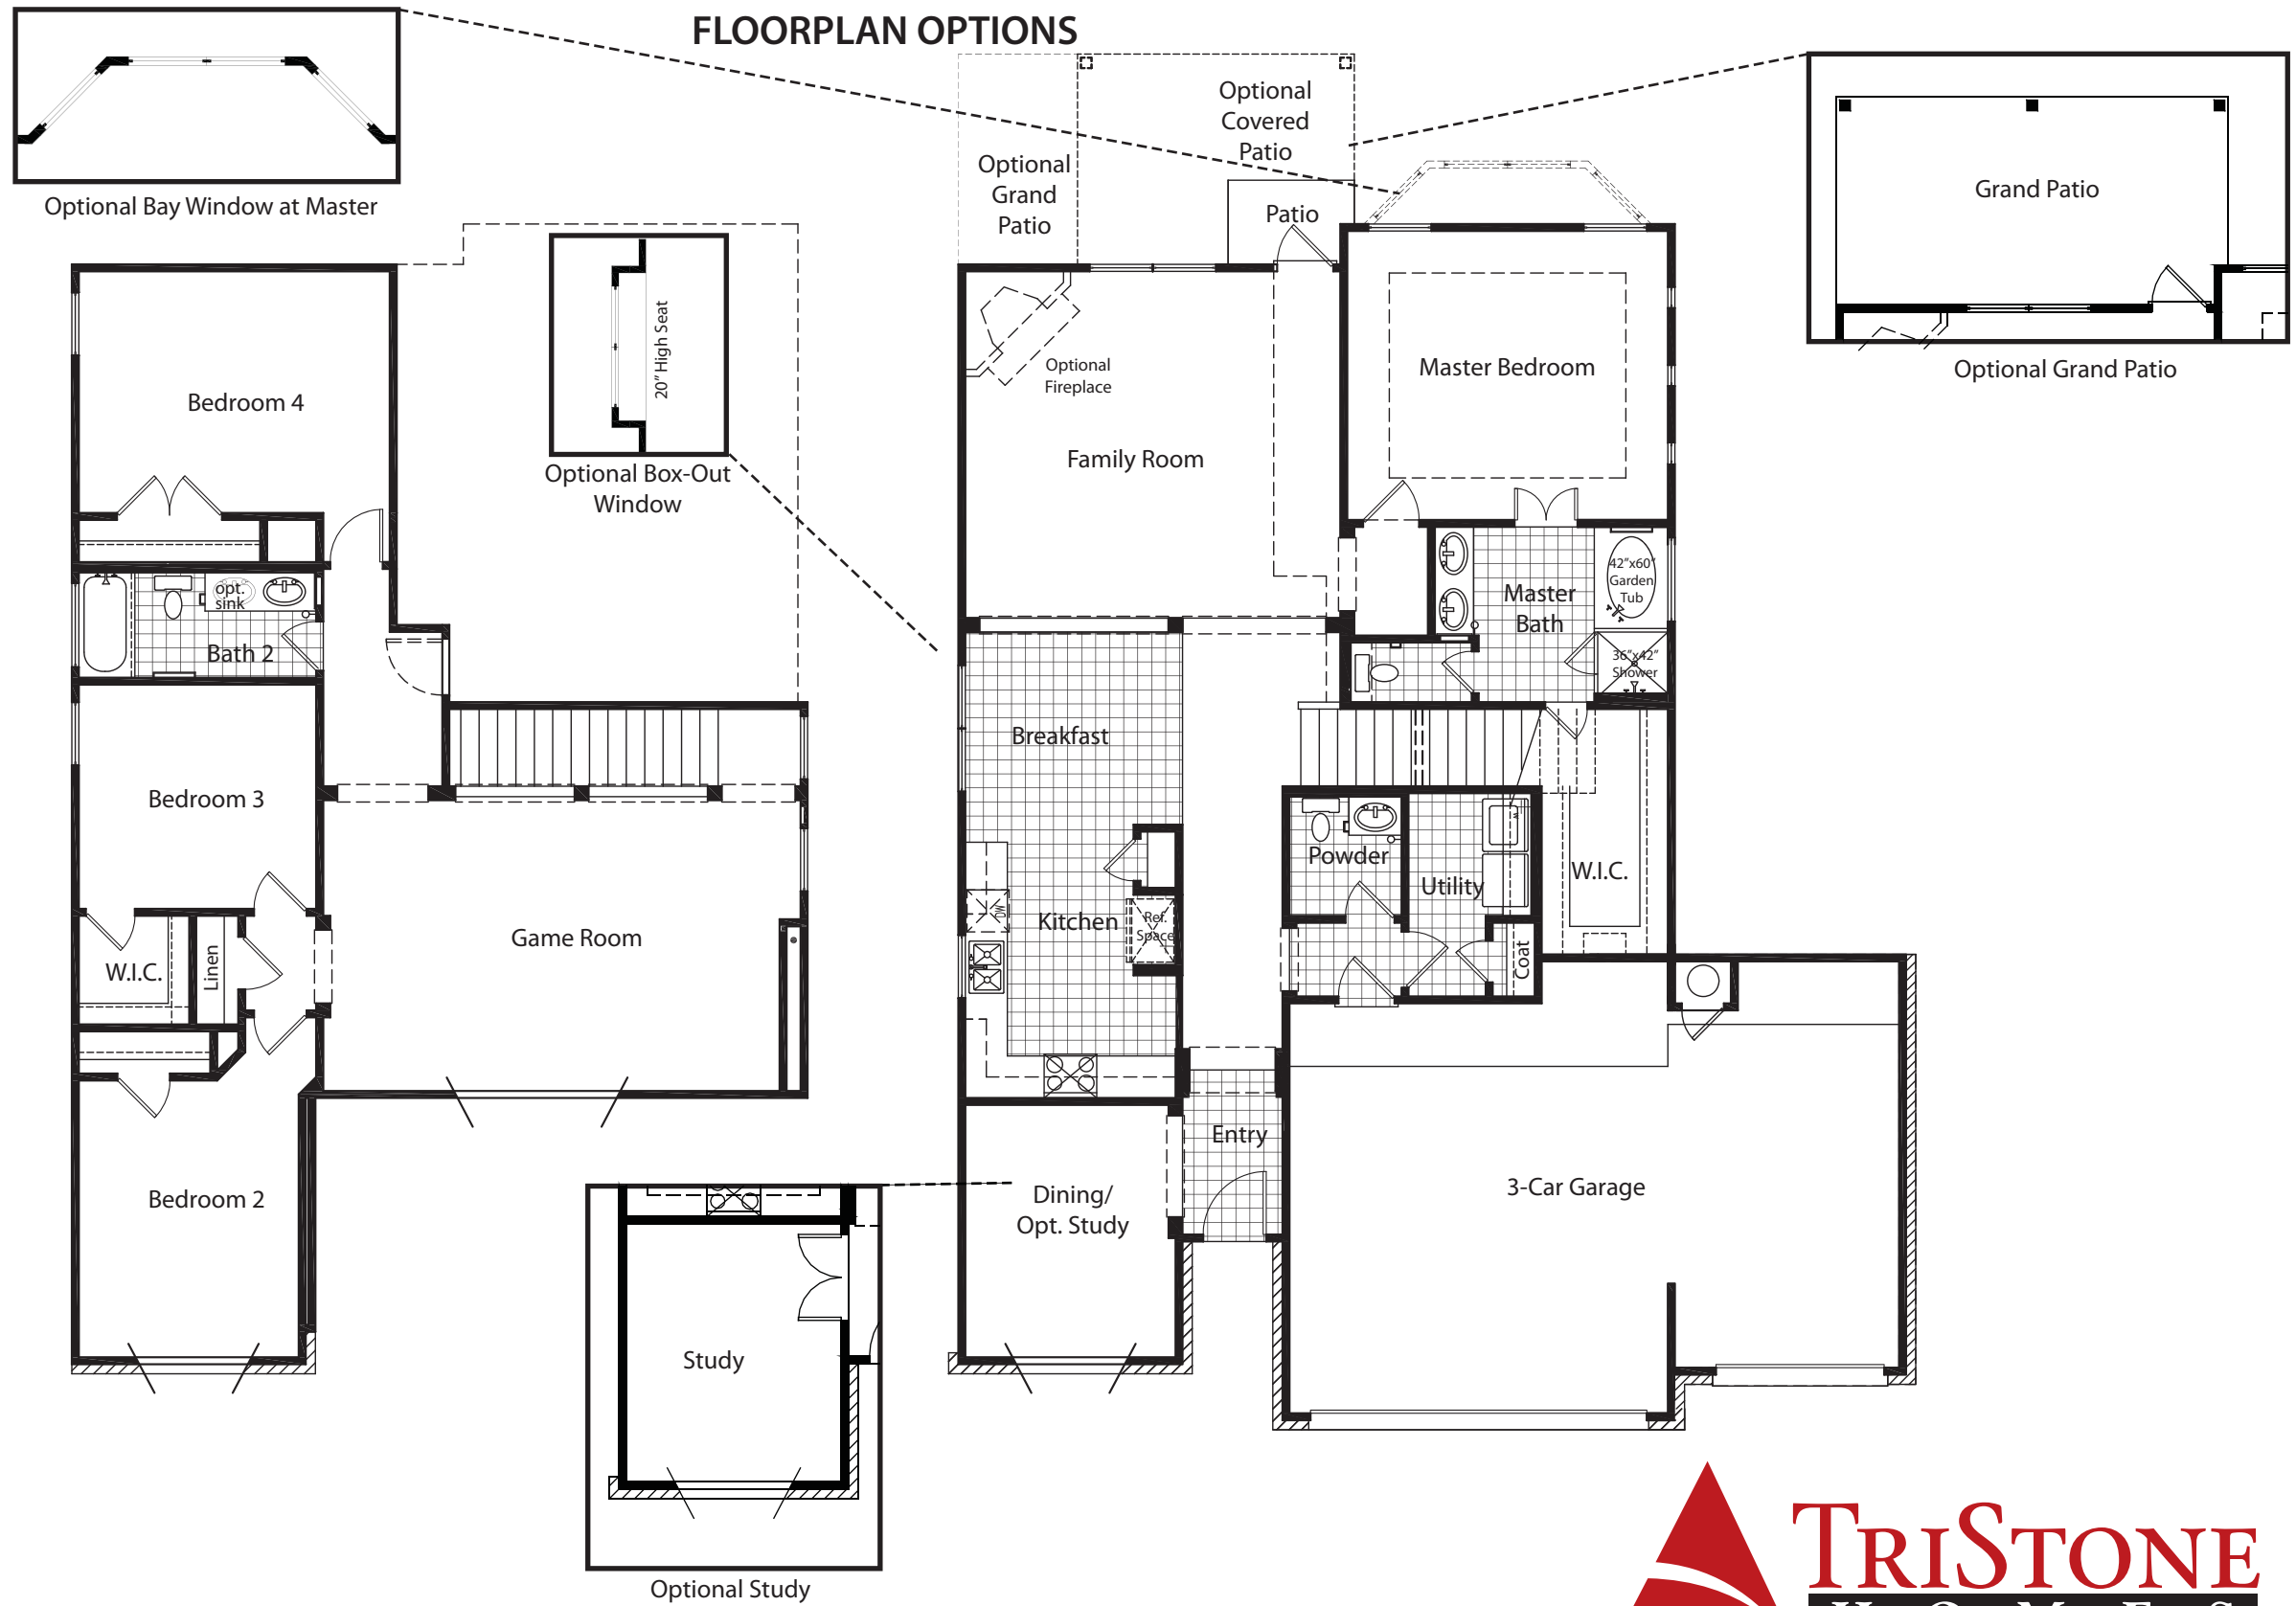 FLOORPLAN OPTIONS
Optional Bay Window at Master
Optional
Covered
Patio
Optional
Grand
Patio
Patio
Grand Patio
Optional Grand Patio
20" High Seat
Optional Box-Out
Window
Bedroom 4
opt.
sink
Bath 2
Bedroom 3
Game Room
W.I.C.
Linen
Bedroom 2
Optional
Fireplace
Family Room
Master Bedroom
42"x60"
Garden
Tub
Master
Bath
36"x42"
Shower
Breakfast
Powder
Utility
W.I.C.
Kitchen
DW
Ref.
Space
Coat
Entry
Dining/
Opt. Study
3-Car Garage
Study
Optional Study
TRISTONE